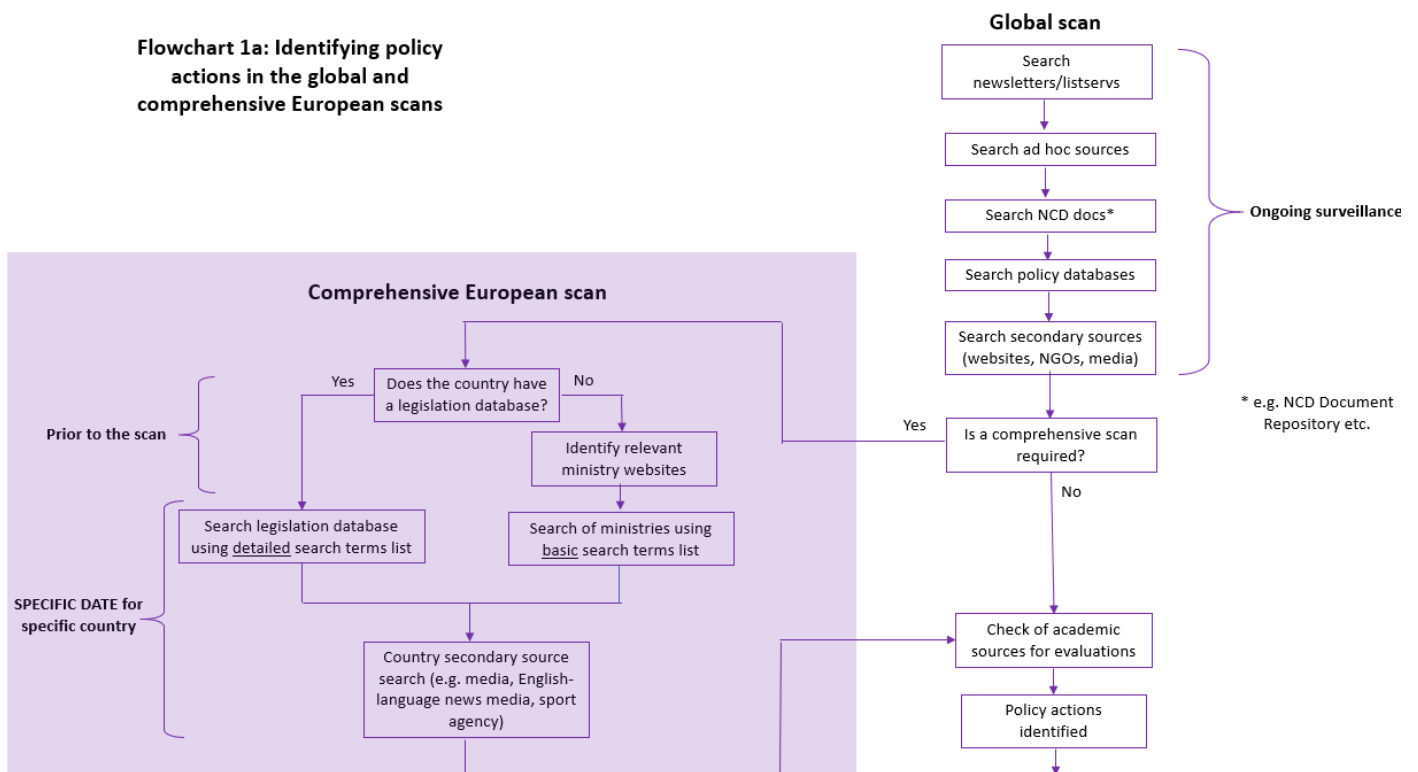 Flowchart 1a: Identifying policy
actions in the global and
comprehensive European scans
Global scan
Search
newsletters/listservs
Search ad hoc sources
Search NCD docs*
Search policy databases
Search secondary sources
(websites, NGOs, media)
Ongoing surveillance
* e.g. NCD Document
Repository etc.
Is a comprehensive scan
required?
Yes
No
Comprehensive European scan
Does the country have
a legislation database?
Yes
No
Prior to the scan
Identify relevant
ministry websites
Search legislation database
using detailed search terms list
Search of ministries using
basic search terms list
SPECIFIC DATE for
specific country
Country secondary source
search (e.g. media, English-
language news media, sport
agency)
Check of academic
sources for evaluations
Policy actions
identified